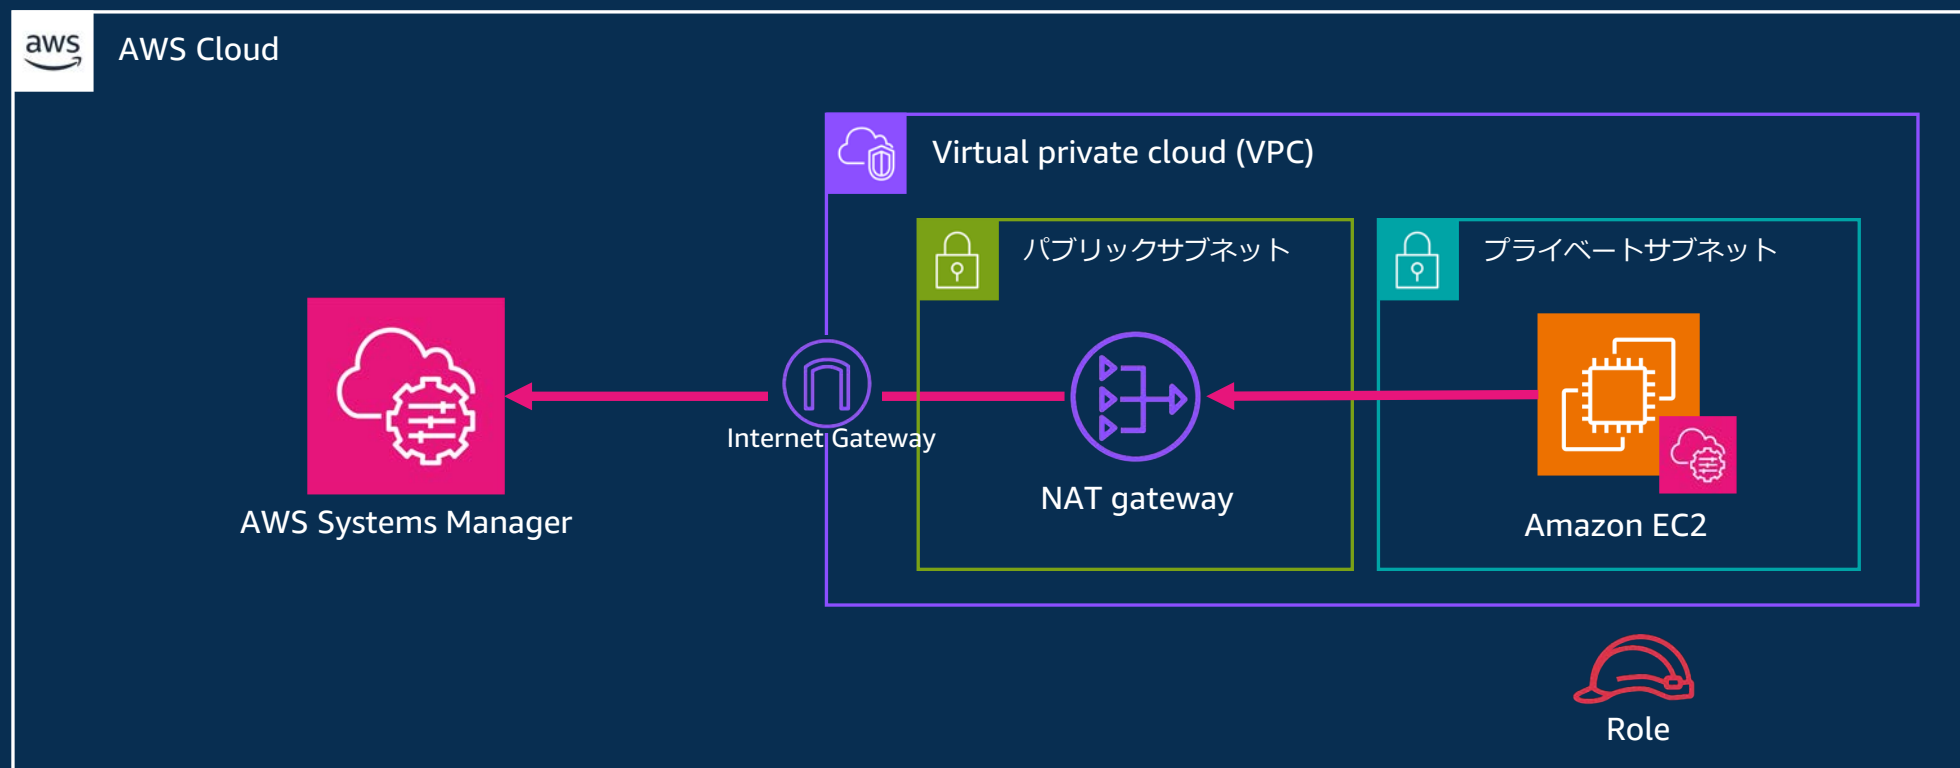 aws
AWS Cloud
Virtual private cloud (VPC)
パブリックサブネット
プライベートサブネット
Internet Gateway
NAT gateway
AWS Systems Manager
Amazon EC2
Role